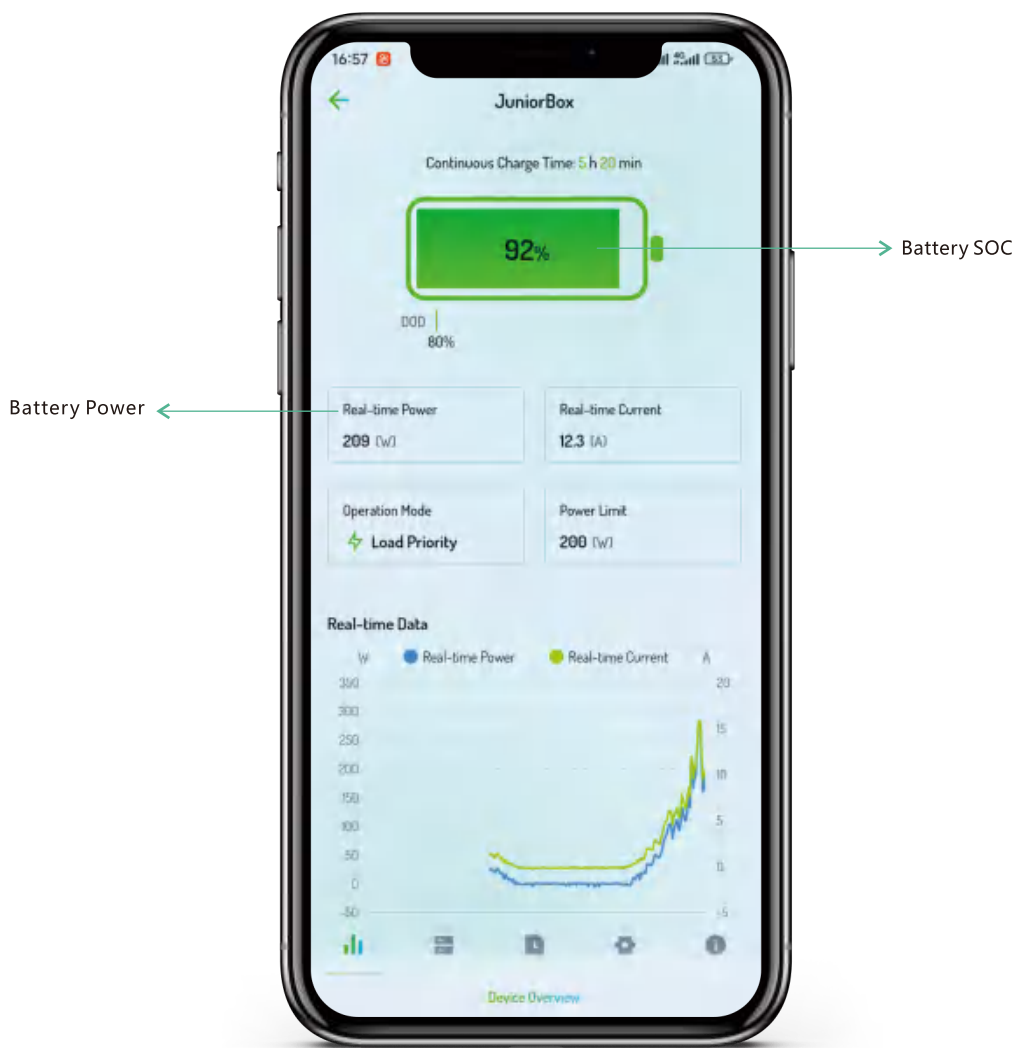 16:57
JuniorBox
Continuous Charge Time: 5 h 20 min
92%
Battery SOC
DOD
80%
Battery Power
Real-time Power
Real-time Current
209 (W)
12.3 (A)
Operation Mode
Power Limit
Load Priority
200 (W)
Real-time Data
W
Real-time Power
Real-time Current
A
350
20
300
15
250
200
10
150
100
5
50
0
0
-50
-5
Device Overview